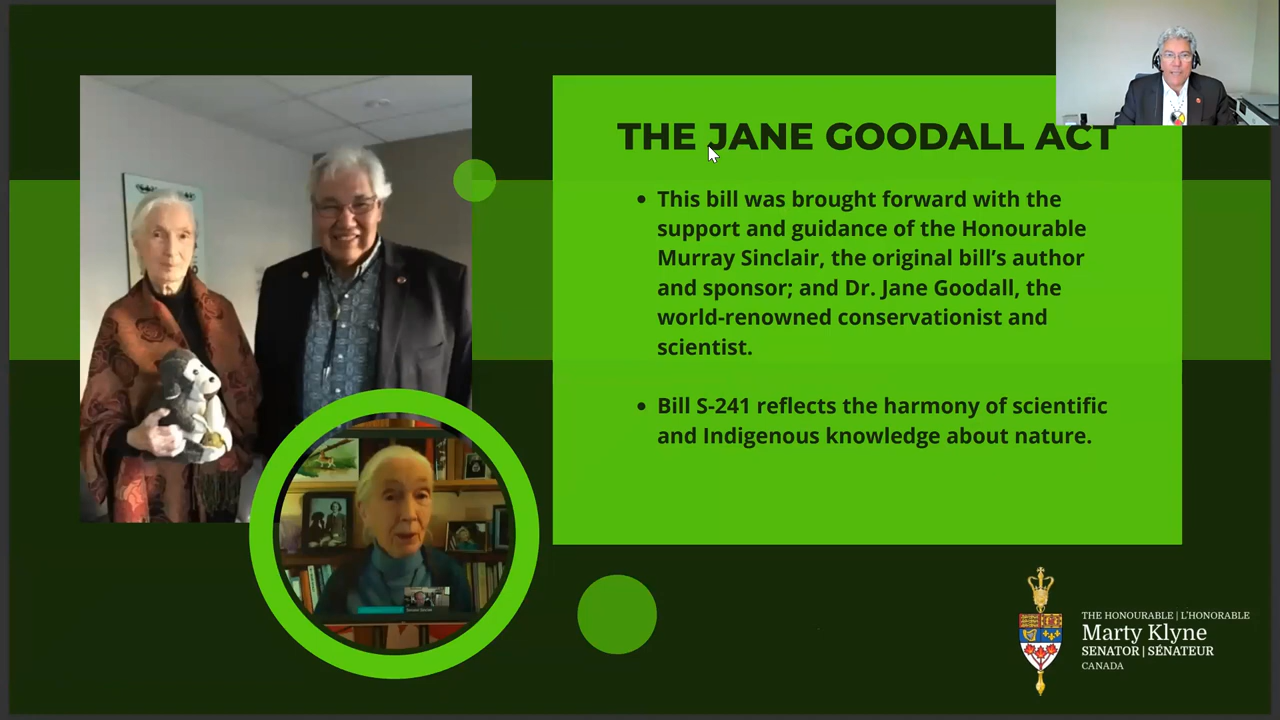 THE JANE GOODALL ACT
• This bill was brought forward with the
support and guidance of the Honourable
Murray Sinclair, the original bill’s author
and sponsor; and Dr. Jane Goodall, the
world-renowned conservationist and
scientist.
• Bill S-241 reflects the harmony of scientific
and Indigenous knowledge about nature.
THE HONOURABLE | L'HONORABLE
Marty Klyne
SENATOR | SÉNATEUR
CANADA